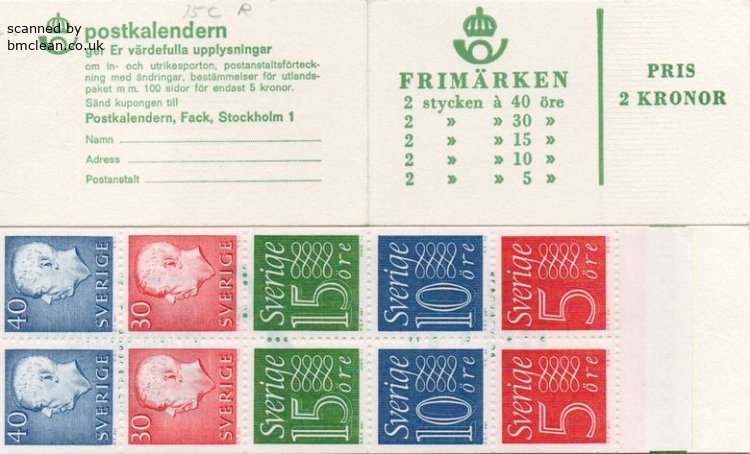 scanned by
bmclean.co.uk
15C R
postkalendern
ger Er värdefulla upplysningar
om in- och utrikesporton, postanstaltsförteck-
ning med ändringar, bestämmelser för utlands-
paket m m. 100 sidor för endast 5 kronor.
Sänd kupongen till
Postkalendern, Fack, Stockholm 1
Namn
Adress
Postanstalt
FRIMÄRKEN
2 stycken à 40 öre
2 » » 30 »
2 » » 15 »
2 » » 10 »
2 » » 5 »
PRIS
2 KRONOR
40 SVERIGE
30 SVERIGE
Sverige 15 öre
Sverige 10 öre
Sverige 5 öre
40 SVERIGE
30 SVERIGE
Sverige 15 öre
Sverige 10 öre
Sverige 5 öre